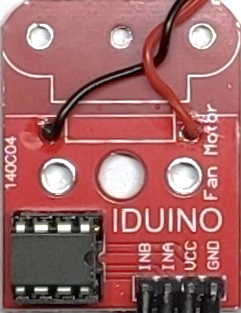 140C04
Fan Motor
IDUINO
INB
INA
VCC
GND